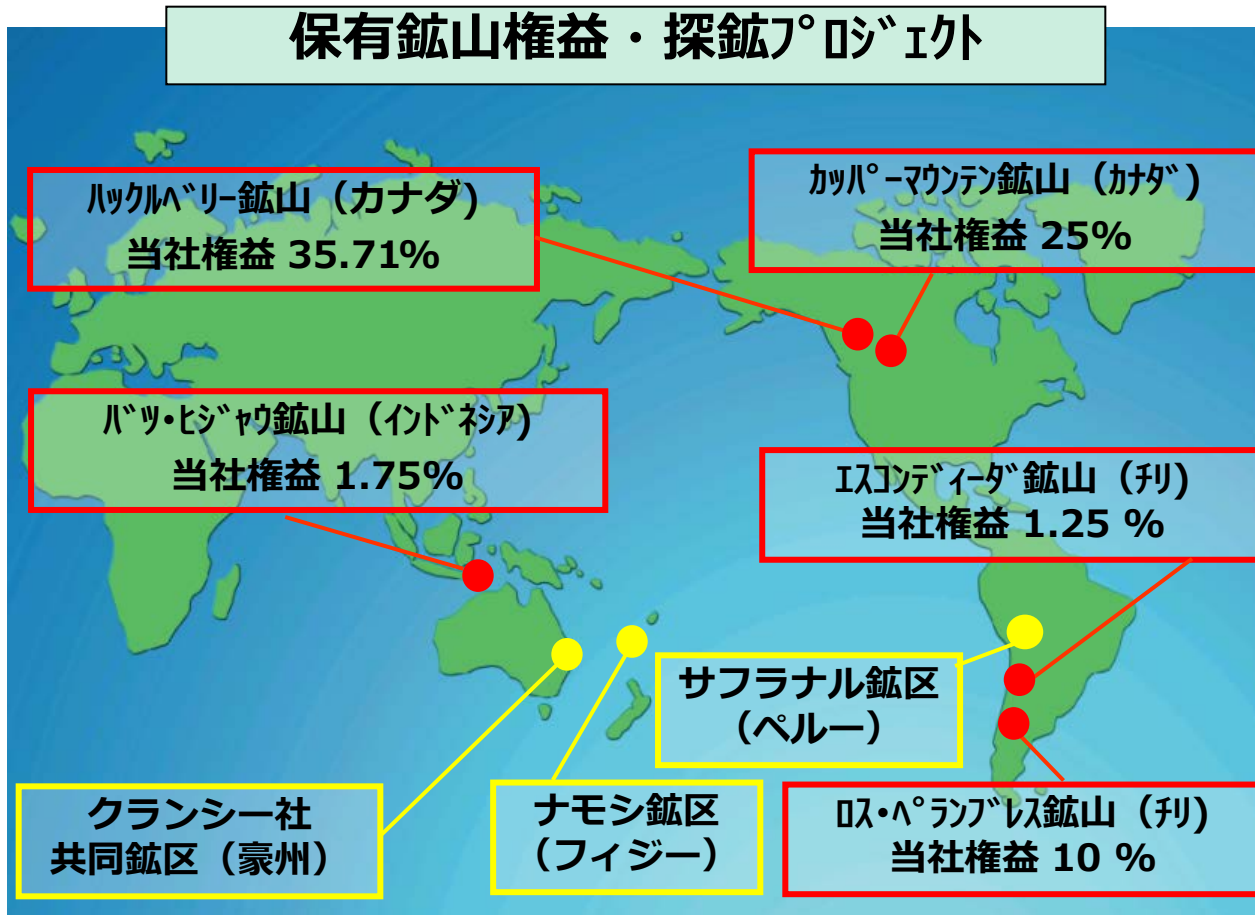 保有鉱山権益・探鉱ﾌﾟﾛｼﾞｪｸﾄ
ﾊｯｸﾙﾍﾞﾘｰ鉱山（カナダ)
当社権益 35.71%
ｶｯﾊﾟｰﾏｳﾝﾃﾝ鉱山（ｶﾅﾀﾞ)
当社権益 25%
ﾊﾞﾂ･ﾋｼﾞｬｳ鉱山（ｲﾝﾄﾞﾈｼｱ)
当社権益 1.75%
ｴｽｺﾝﾃﾞｨｰﾀﾞ鉱山（ﾁﾘ)
当社権益 1.25 %
サフラナル鉱区
（ペルー）
クランシー社
共同鉱区（豪州）
ナモシ鉱区
（フィジー）
ﾛｽ･ﾍﾟﾗﾝﾌﾞﾚｽ鉱山（ﾁﾘ)
当社権益 10 %